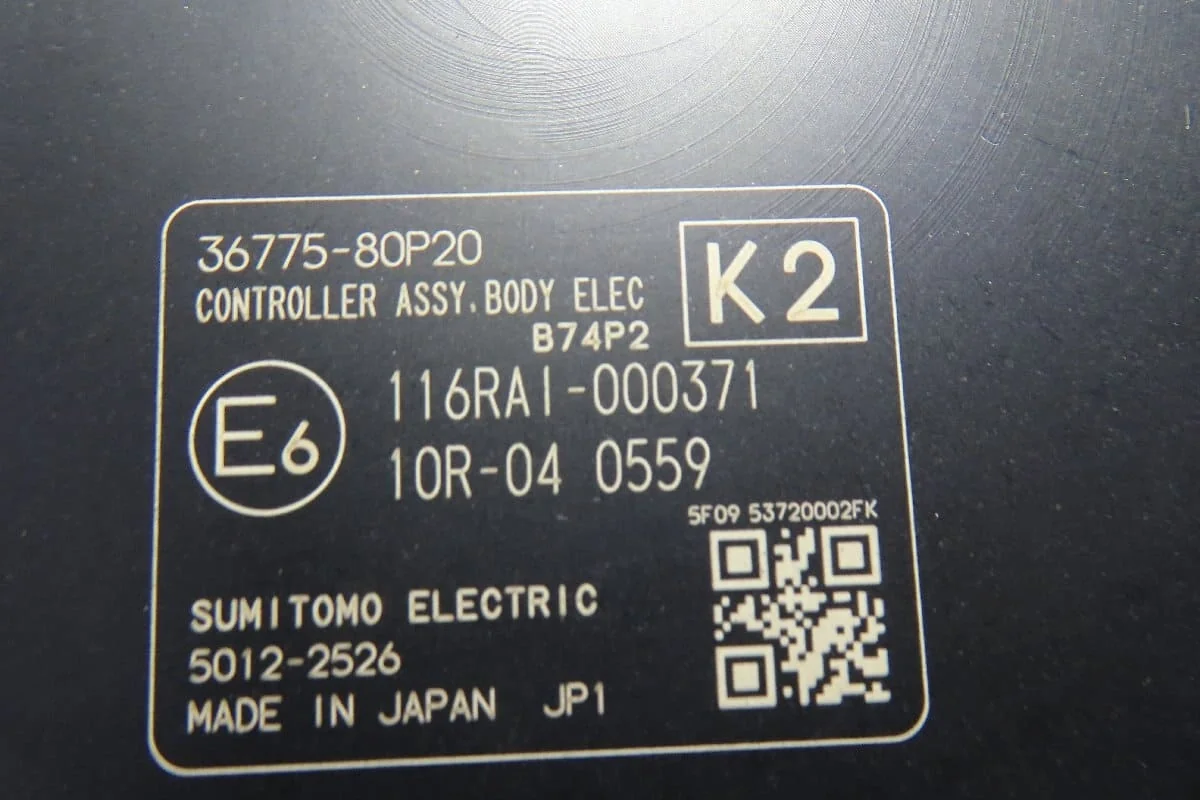 36775-80P20
CONTROLLER ASSY, BODY ELEC
K2
B74P2
E6
116RAI-000371
10R-04 0559
5F09 53720002FK
SUMITOMO ELECTRIC
5012-2526
MADE IN JAPAN JP1